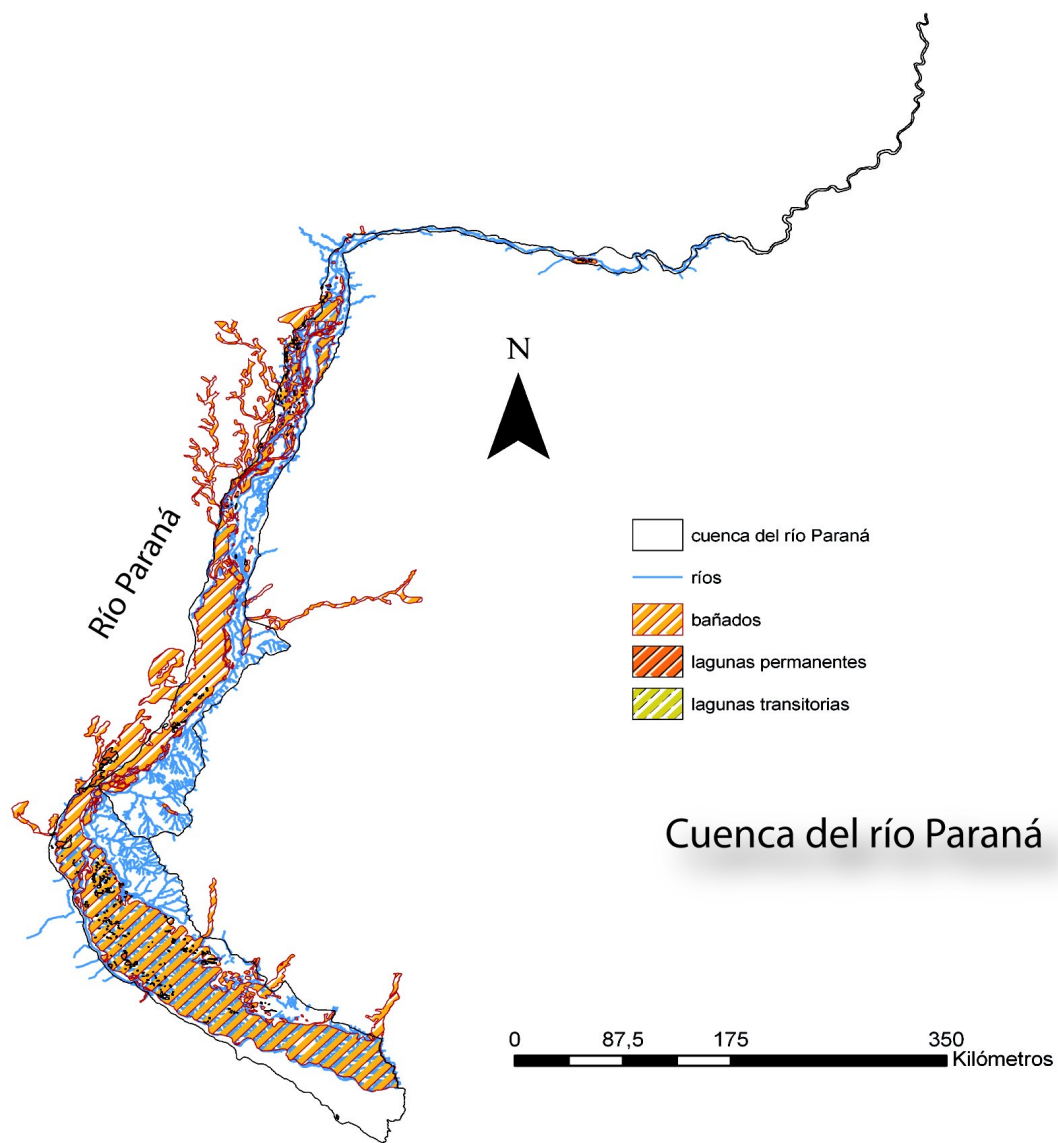 N
Río Paraná
cuenca del río Paraná
ríos
bañados
lagunas permanentes
lagunas transitorias
Cuenca del río Paraná
0 87,5 175 350
Kilómetros